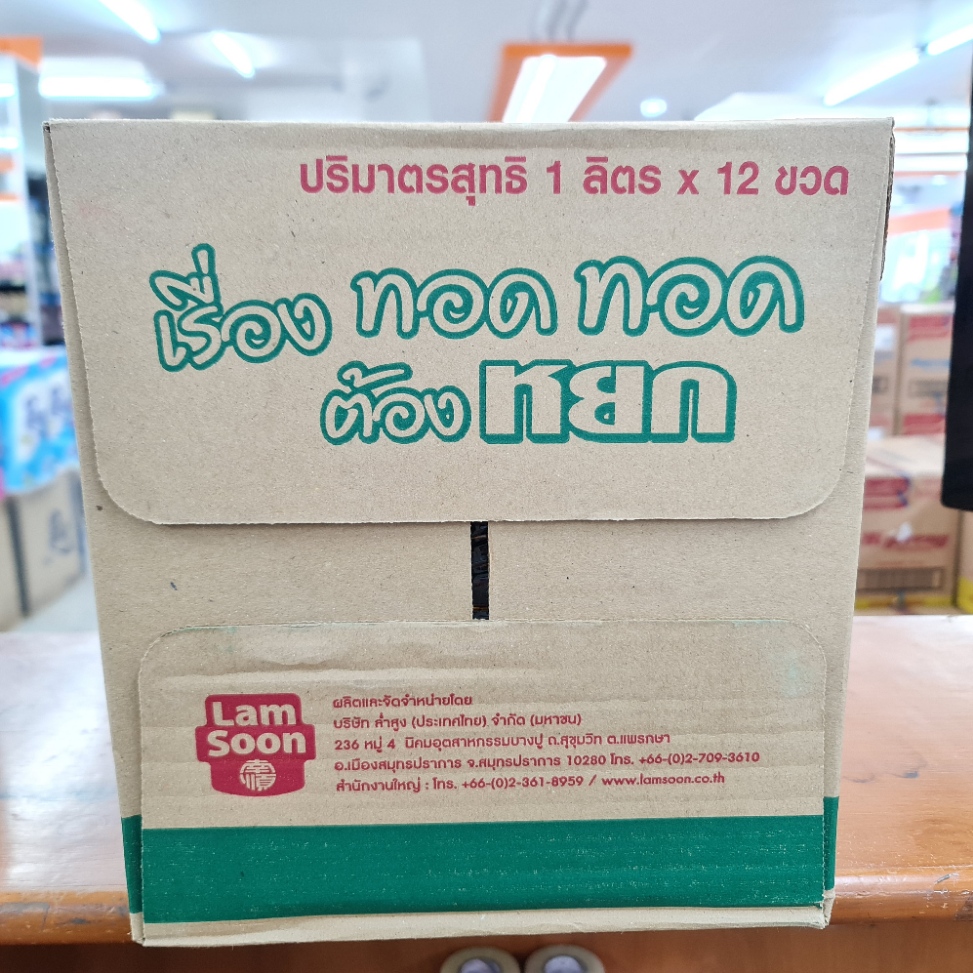 ปริมาตรสุทธิ 1 ลิตร x 12 ขวด
เรื่อง ทอด ทอด
ต้อง หยก
Lam
Soon
ผลิตและจัดจำหน่ายโดย
บริษัท ล่ำสูง (ประเทศไทย) จำกัด (มหาชน)
236 หมู่ 4 นิคมอุตสาหกรรมบางปู ถ.สุขุมวิท ต.แพรกษา
อ.เมืองสมุทรปราการ จ.สมุทรปราการ 10280 โทร. +66-(0)2-709-3610
สำนักงานใหญ่ : โทร. +66-(0)2-361-8959 / www.lamsoon.co.th